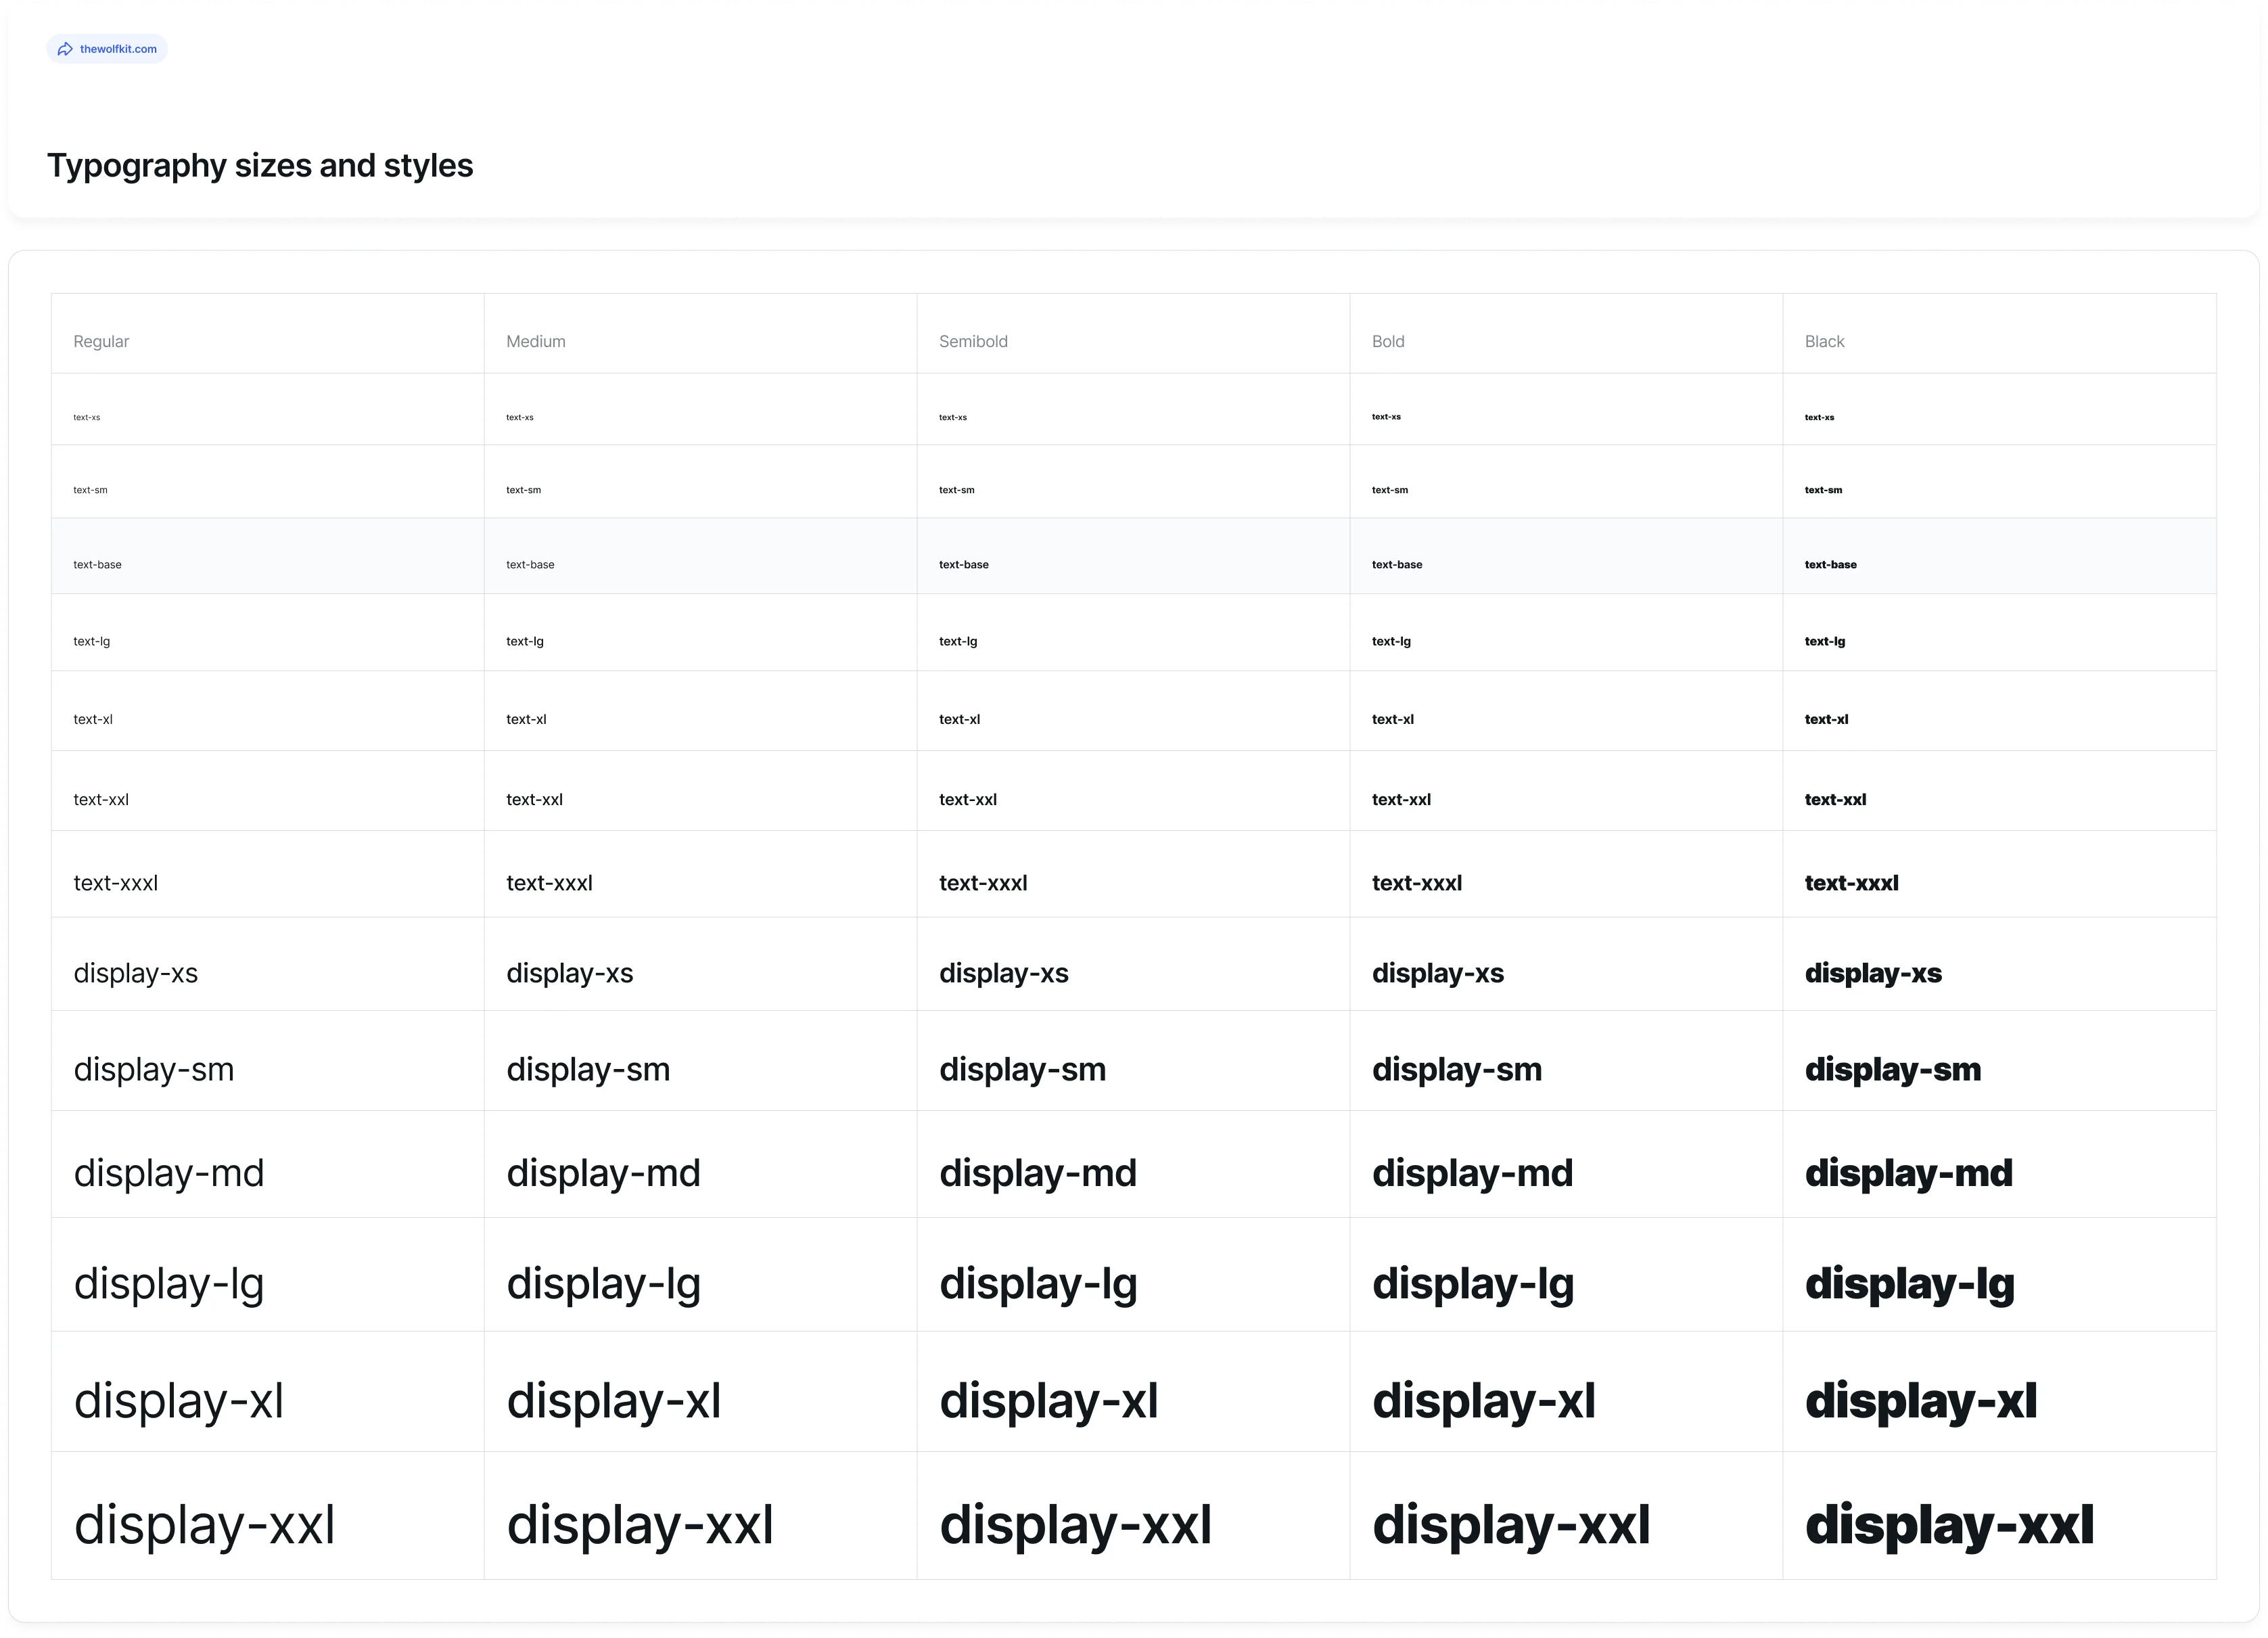 thewolfkit.com
Typography sizes and styles
Regular Medium Semibold Bold Black
text-xs text-xs text-xs text-xs text-xs
text-sm text-sm text-sm text-sm text-sm
text-base text-base text-base text-base text-base
text-lg text-lg text-lg text-lg text-lg
text-xl text-xl text-xl text-xl text-xl
text-xxl text-xxl text-xxl text-xxl text-xxl
text-xxxl text-xxxl text-xxxl text-xxxl text-xxxl
display-xs display-xs display-xs display-xs display-xs
display-sm display-sm display-sm display-sm display-sm
display-md display-md display-md display-md display-md
display-lg display-lg display-lg display-lg display-lg
display-xl display-xl display-xl display-xl display-xl
display-xxl display-xxl display-xxl display-xxl display-xxl